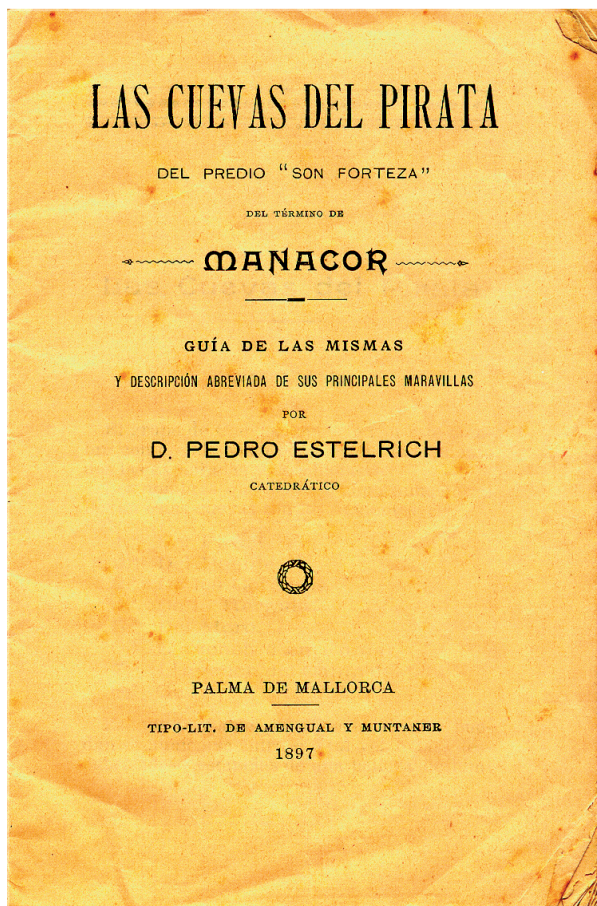 LAS CUEVAS DEL PIRATA
DEL PREDIO "SON FORTEZA"
DEL TÉRMINO DE
MANACOR
GUÍA DE LAS MISMAS
Y DESCRIPCIÓN ABREVIADA DE SUS PRINCIPALES MARAVILLAS
POR
D. PEDRO ESTELRICH
CATEDRÁTICO
PALMA DE MALLORCA
TIPO-LIT. DE AMENGUAL Y MUNTANER
1897